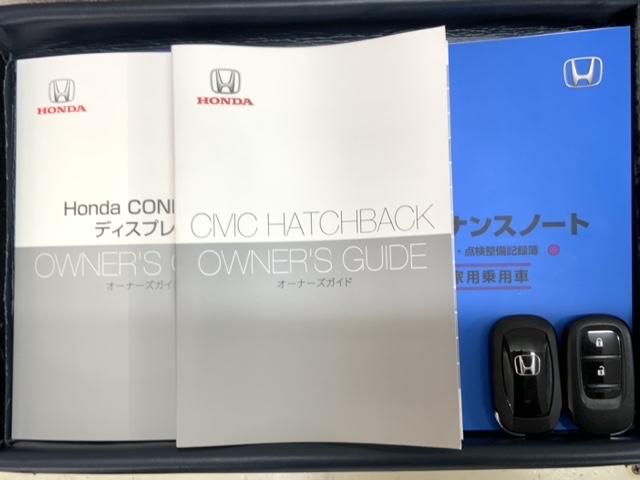 HONDA
Honda CONN
ディスプレ
OWNER'S G
オーナーズガイ
HONDA
CIVIC HATCHBACK
OWNER'S GUIDE
オーナーズガイド
ナンスノート
・点検整備記録簿
家用乗用車